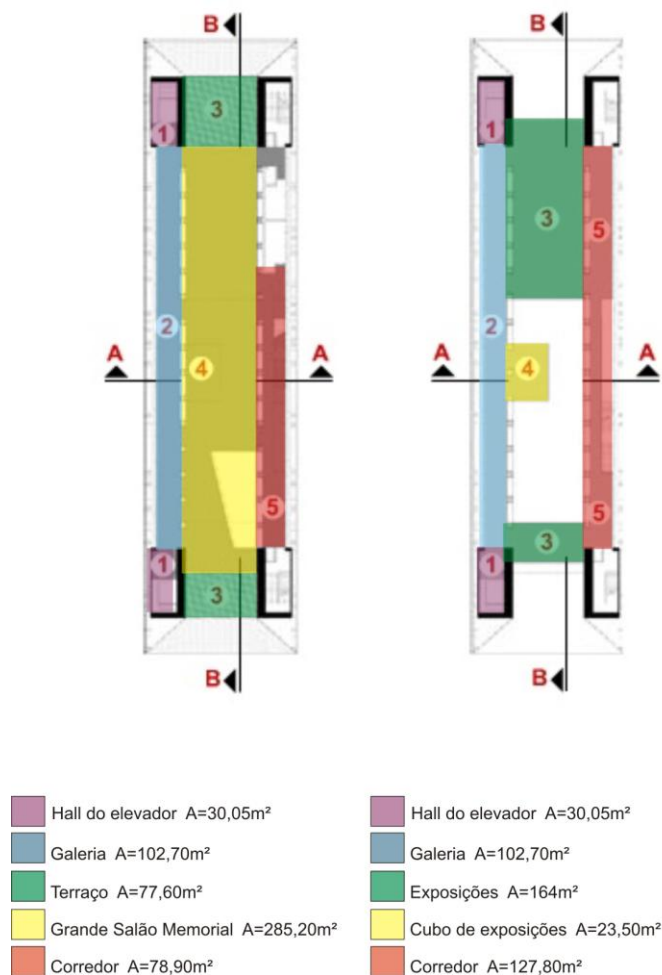 B B
3
1 1
3
5
2 2
A A A A
4 4
5 5
3
1 1
3
B B
Hall do elevador A=30,05m² Hall do elevador A=30,05m²
Galeria A=102,70m² Galeria A=102,70m²
Terraço A=77,60m² Exposições A=164m²
Grande Salão Memorial A=285,20m² Cubo de exposições A=23,50m²
Corredor A=78,90m² Corredor A=127,80m²